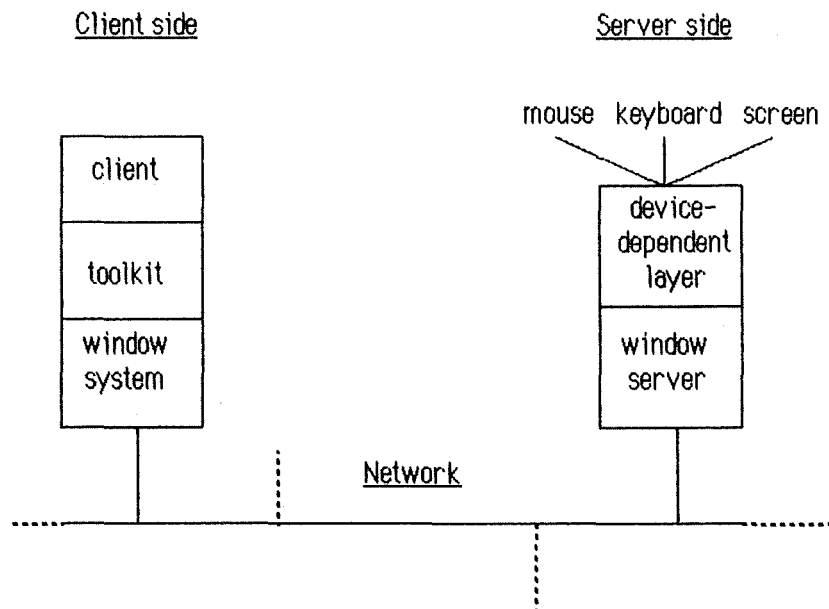 Client side
Server side
mouse keyboard screen
client
toolkit
window
system
device-
dependent
layer
window
server
Network